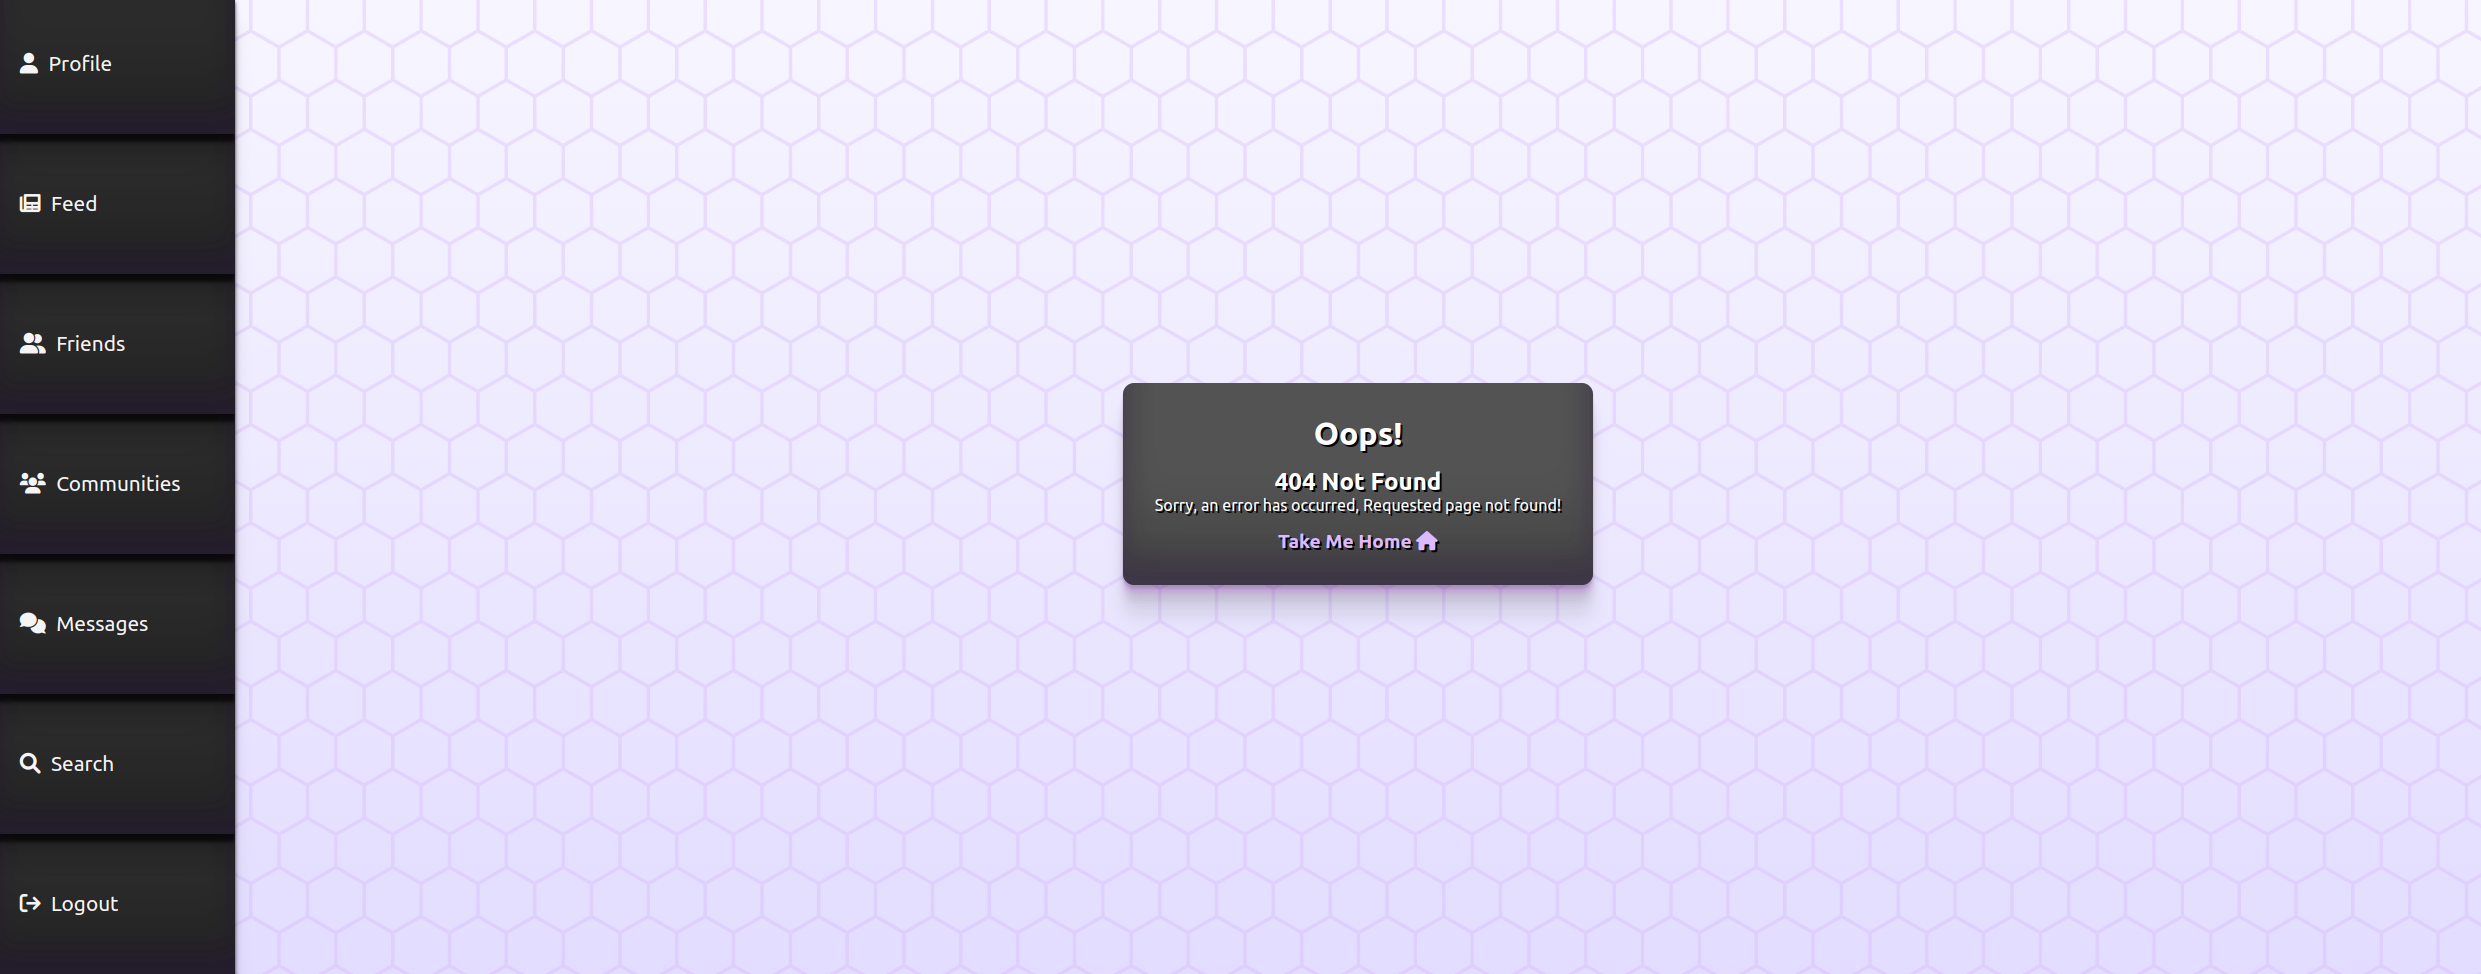 Profile
Feed
Friends
Communities
Messages
Search
Logout
Oops!
404 Not Found
Sorry, an error has occurred, Requested page not found!
Take Me Home